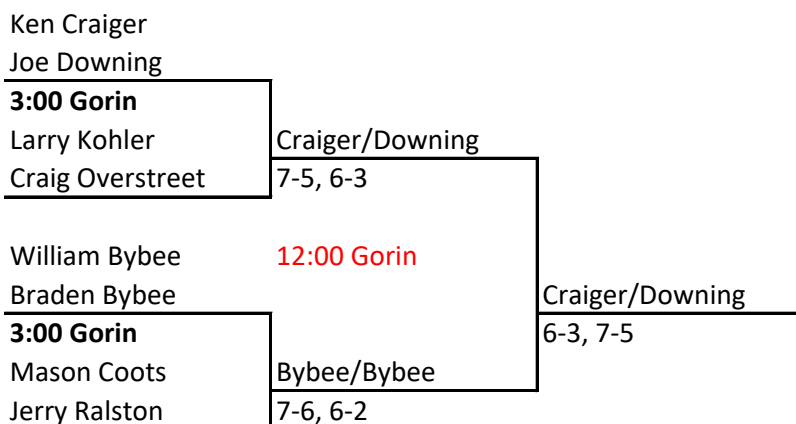 Ken Craiger
Joe Downing
3:00 Gorin
Larry Kohler
Craig Overstreet
Craiger/Downing
7-5, 6-3
William Bybee
Braden Bybee
3:00 Gorin
Mason Coots
Jerry Ralston
Bybee/Bybee
7-6, 6-2
12:00 Gorin
Craiger/Downing
6-3, 7-5